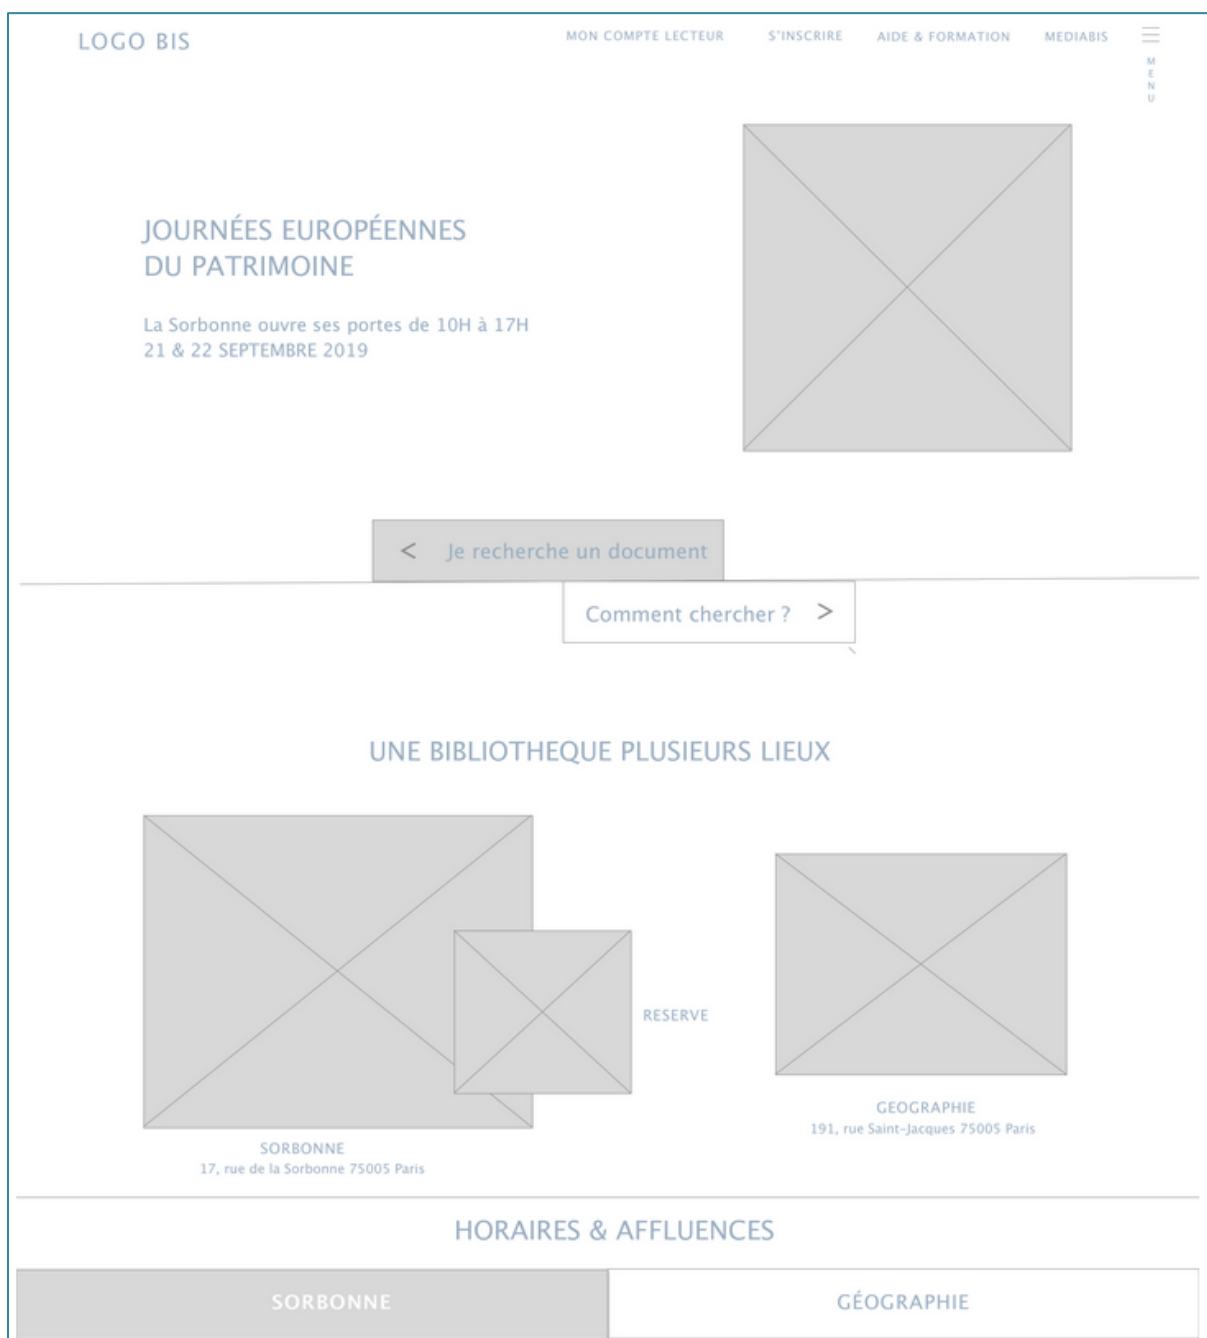 LOGO BIS
MON COMPTE LECTEUR
S'INSCRIRE
AIDE & FORMATION
MEDIABIS
MENU
JOURNÉES EUROPÉENNES
DU PATRIMOINE
La Sorbonne ouvre ses portes de 10H à 17H
21 & 22 SEPTEMBRE 2019
< Je recherche un document
Comment chercher ? >
UNE BIBLIOTHEQUE PLUSIEURS LIEUX
RESERVE
SORBONNE
17, rue de la Sorbonne 75005 Paris
GEOGRAPHIE
191, rue Saint-Jacques 75005 Paris
HORAIRES & AFFLUENCES
SORBONNE
GÉOGRAPHIE